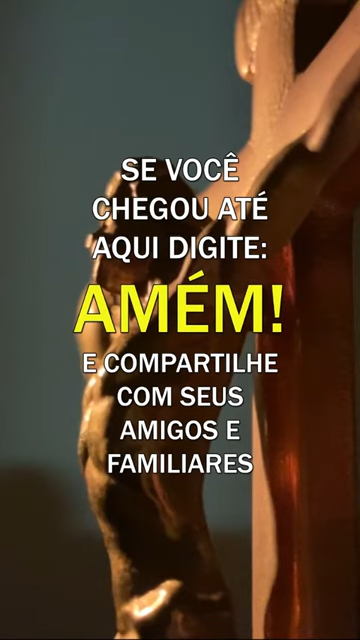 SE VOCÊ
CHEGOU ATÉ
AQUI DIGITE:
AMÉM!
E COMPARTILHE
COM SEUS
AMIGOS E
FAMILIARES